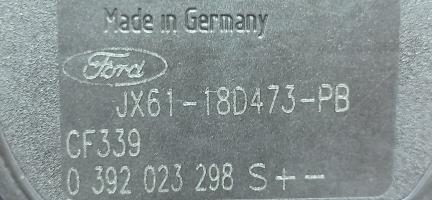 Made in Germany
Ford
JX61-18D473-PB
CF339
0 392 023 298 S + -